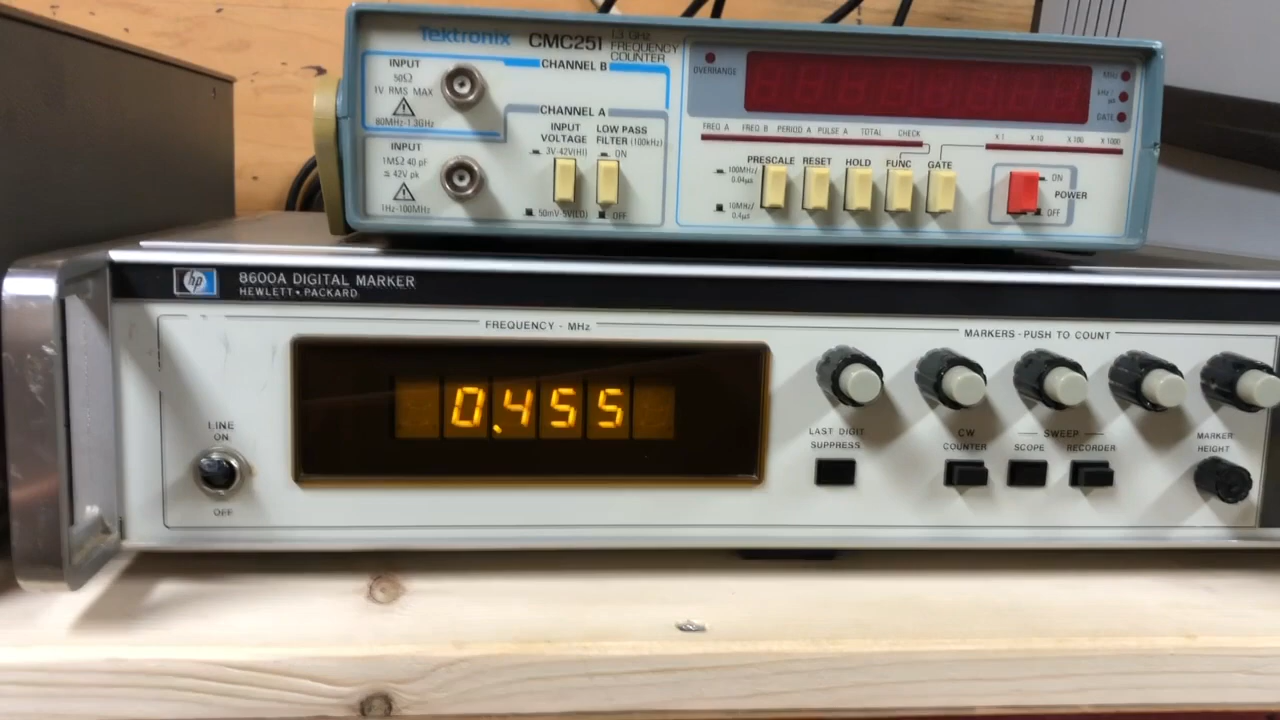 Tektronix CMC251 1.3 GHz
FREQUENCY
COUNTER
INPUT
50Ω
1V RMS MAX
80MHz-1.3GHz
CHANNEL B
CHANNEL A
INPUT
VOLTAGE
3V-42V(HI)
50mV-5V(LO)
LOW PASS
FILTER (100kHz)
ON
OFF
INPUT
1MΩ 40 pF
≈ 42V pk
1Hz-100MHz
OVERRANGE
MHz
kHz/
µs
GATE
FREQ A FREQ B PERIOD A PULSE A TOTAL CHECK
X 1 X 10 X 100 X 1000
PRESCALE RESET HOLD FUNC GATE
100MHz/
0.04µs
10MHz/
0.4µs
ON
POWER
OFF
hp 8600A DIGITAL MARKER
HEWLETT • PACKARD
FREQUENCY - MHz
MARKERS - PUSH TO COUNT
0.455
LINE
ON
OFF
LAST DIGIT
SUPPRESS
CW
COUNTER
SWEEP
SCOPE RECORDER
MARKER
HEIGHT